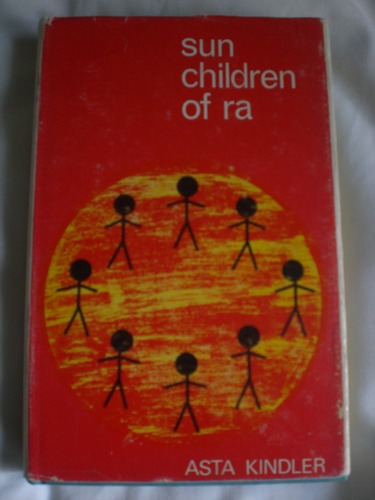 sun
children
of ra
ASTA KINDLER